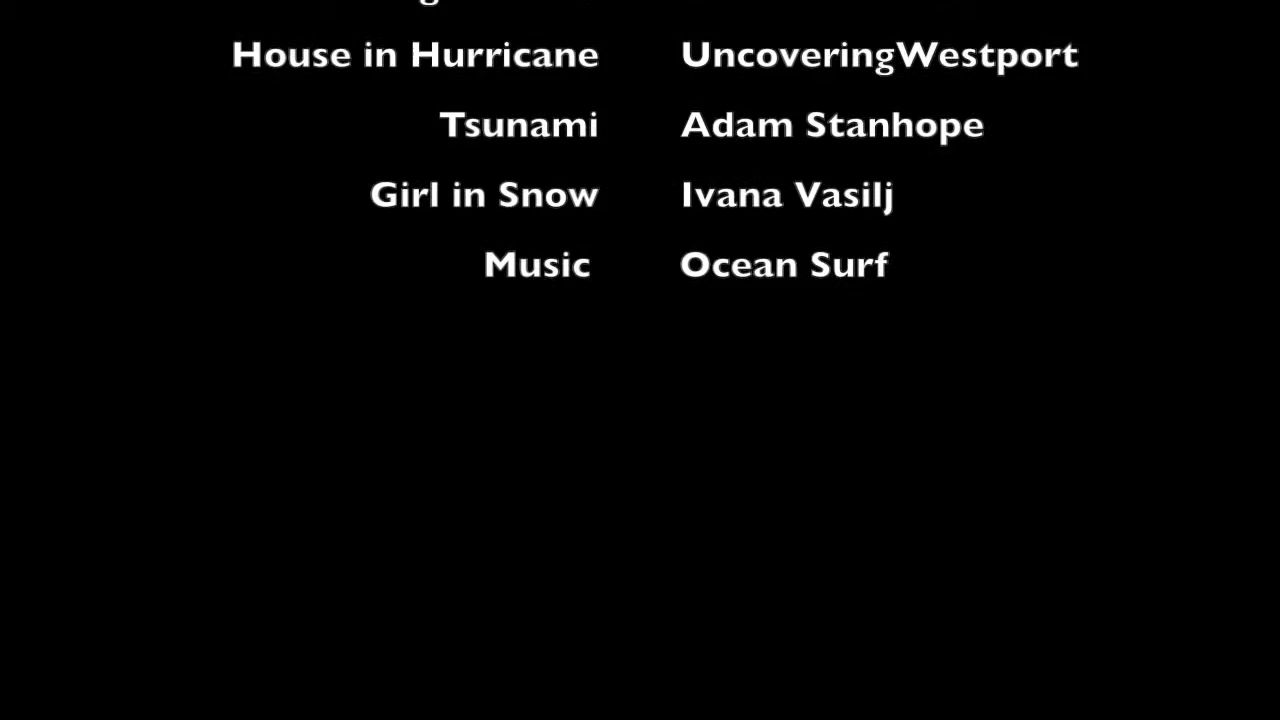 House in Hurricane UncoveringWestport
Tsunami Adam Stanhope
Girl in Snow Ivana Vasilj
Music Ocean Surf